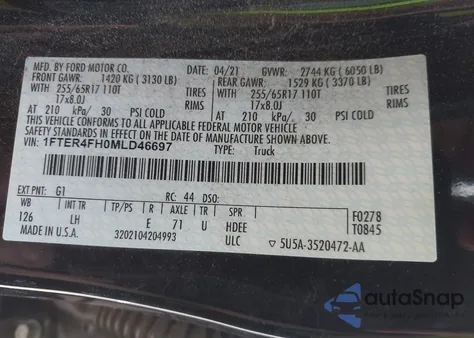 MFD. BY FORD MOTOR CO.
DATE: 04/21 GVWR: 2744 KG ( 6050 LB)
FRONT GAWR: 1420 KG ( 3130 LB) REAR GAWR: 1529 KG ( 3370 LB)
WITH 255/65R17 110T TIRES WITH 255/65R17 110T TIRES
17x8.0J RIMS 17x8.0J RIMS
AT 210 kPa/ 30 PSI COLD AT 210 kPa/ 30 PSI COLD
THIS VEHICLE CONFORMS TO ALL APPLICABLE FEDERAL MOTOR VEHICLE SAFETY AND THEFT PREVENTION STANDARDS IN EFFECT ON THE DATE OF MANUFACTURE SHOWN ABOVE.
VIN: 1FTER4FH0MLD46697 TYPE: Truck
EXT PNT: G1 RC: 44 DSO: F0278
WB INT TR TP/PS R AXLE TR SPR T0845
126 LH E 71 U HDEE
MADE IN U.S.A. 3202104204993 ULC ▽ 5U5A-3520472-AA
autoSnap